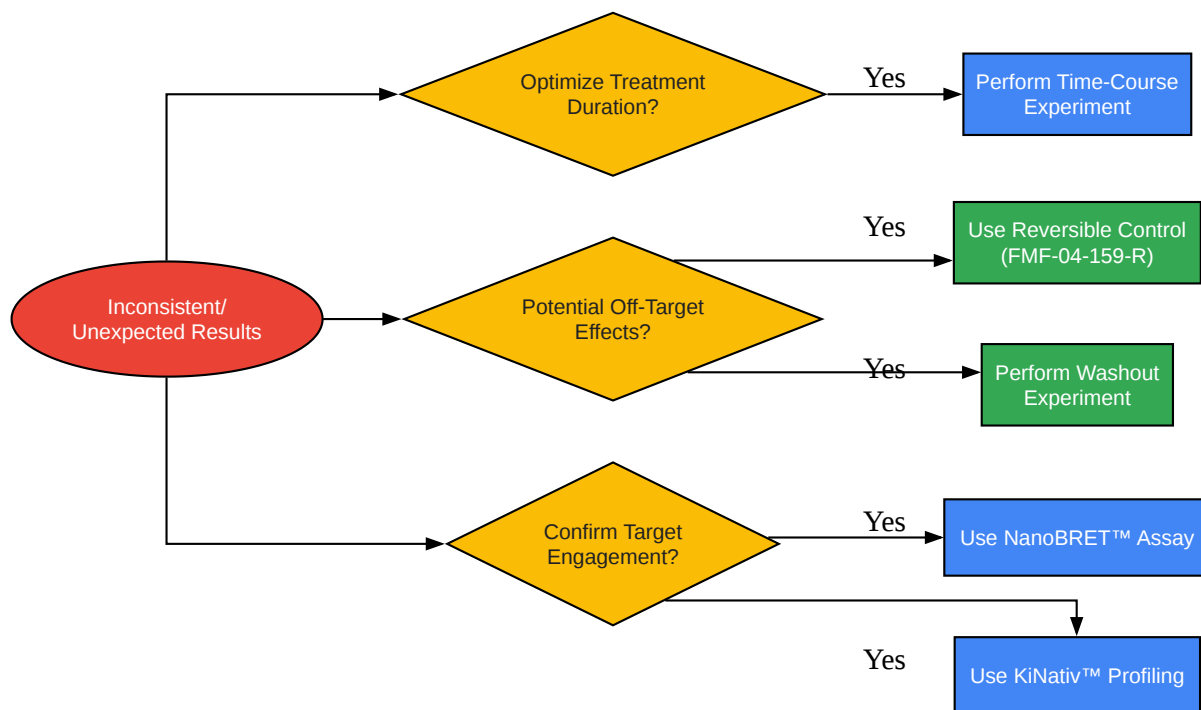 Optimize Treatment
Duration?
Yes
Perform Time-Course
Experiment
Inconsistent/
Unexpected Results
Potential Off-Target
Effects?
Yes
Use Reversible Control
(FMF-04-159-R)
Yes
Perform Washout
Experiment
Confirm Target
Engagement?
Yes
Use NanoBRET™ Assay
Yes
Use KiNativ™ Profiling